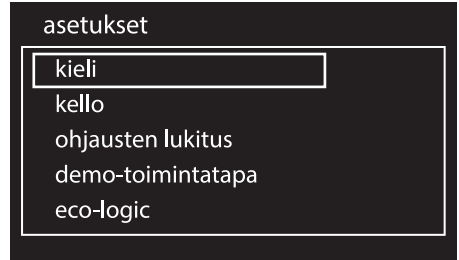 asetukset
kieli
kello
ohjausten lukitus
demo-toimintatapa
eco-logic